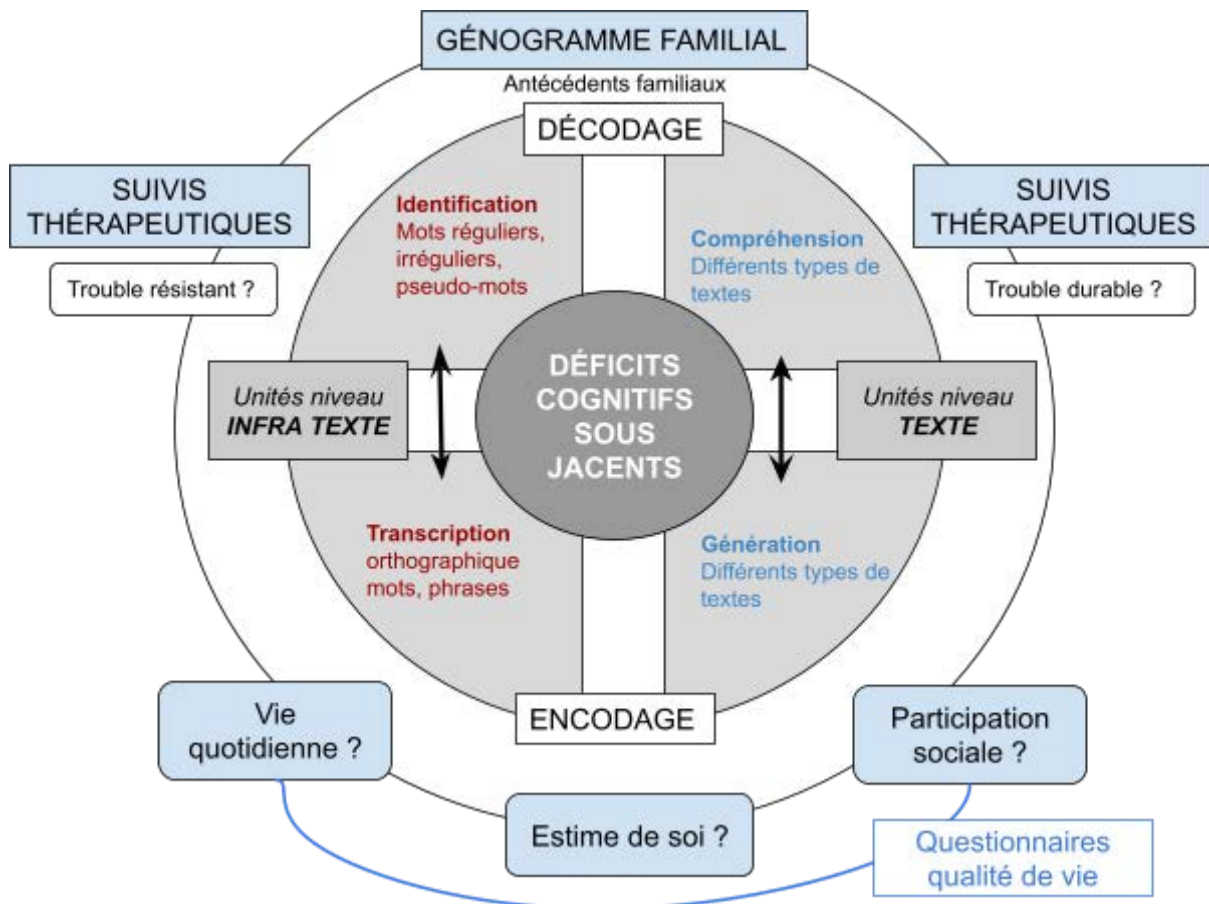 GÉNOGRAMME FAMILIAL
Antécédents familiaux
DÉCODAGE
SUIVIS
THÉRAPEUTIQUES
Trouble résistant ?
SUIVIS
THÉRAPEUTIQUES
Trouble durable ?
Identification
Mots réguliers,
irréguliers,
pseudo-mots
Compréhension
Différents types de
textes
Unités niveau
INFRA TEXTE
DÉFICITS
COGNITIFS
SOUS
JACENTS
Unités niveau
TEXTE
Transcription
orthographique
mots, phrases
Génération
Différents types de
textes
ENCODAGE
Vie
quotidienne ?
Participation
sociale ?
Estime de soi ?
Questionnaires
qualité de vie